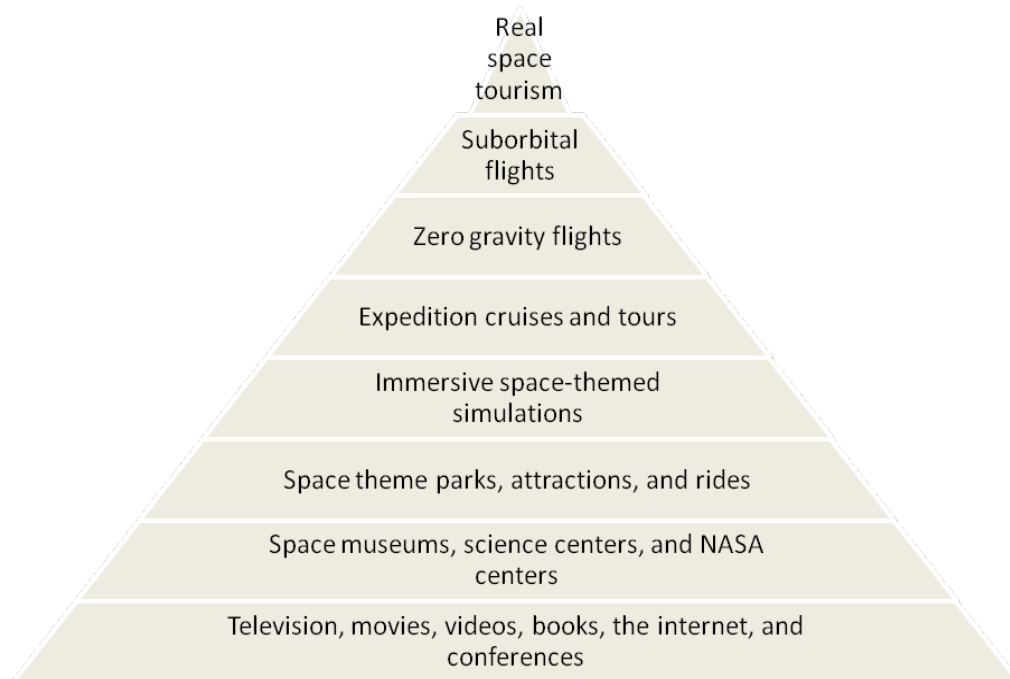 Real
space
tourism
Suborbital
flights
Zero gravity flights
Expedition cruises and tours
Immersive space-themed
simulations
Space theme parks, attractions, and rides
Space museums, science centers, and NASA
centers
Television, movies, videos, books, the internet, and
conferences